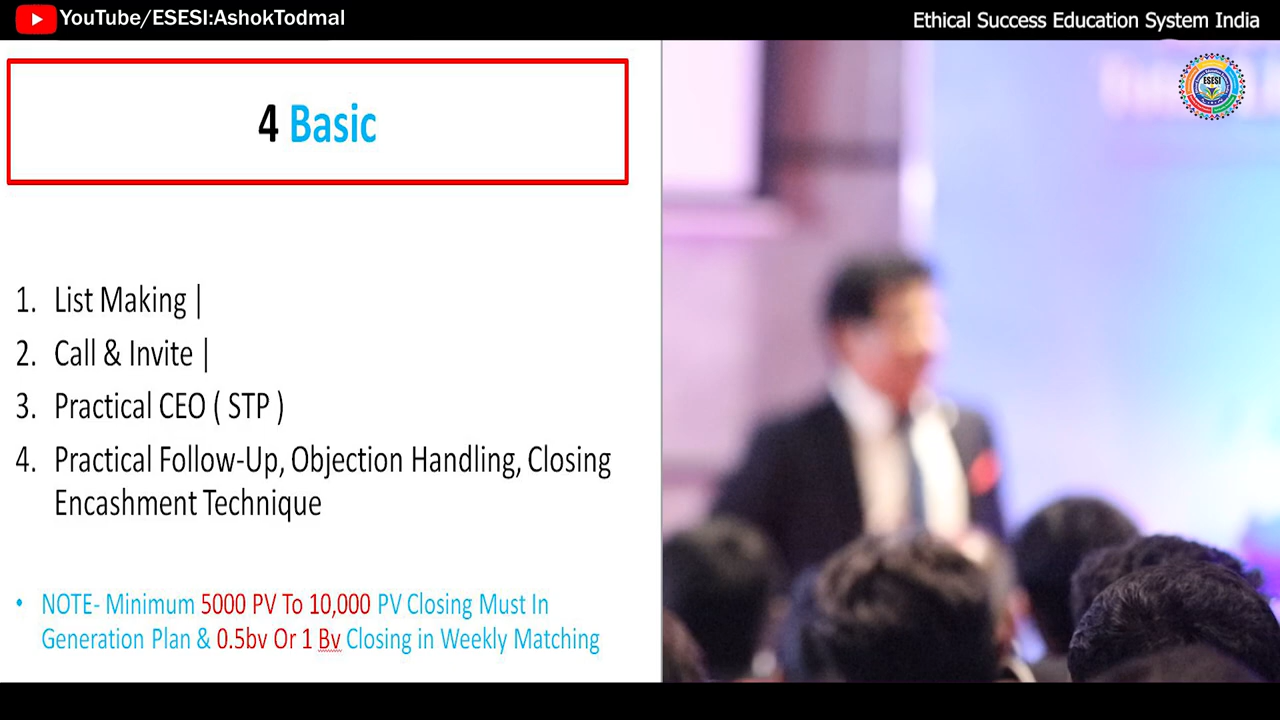 YouTube/ESESI:AshokTodmal
Ethical Success Education System India
ESESI
4 Basic
1. List Making |
2. Call & Invite |
3. Practical CEO ( STP )
4. Practical Follow-Up, Objection Handling, Closing
Encashment Technique
• NOTE- Minimum 5000 PV To 10,000 PV Closing Must In
Generation Plan & 0.5bv Or 1 Bv Closing in Weekly Matching